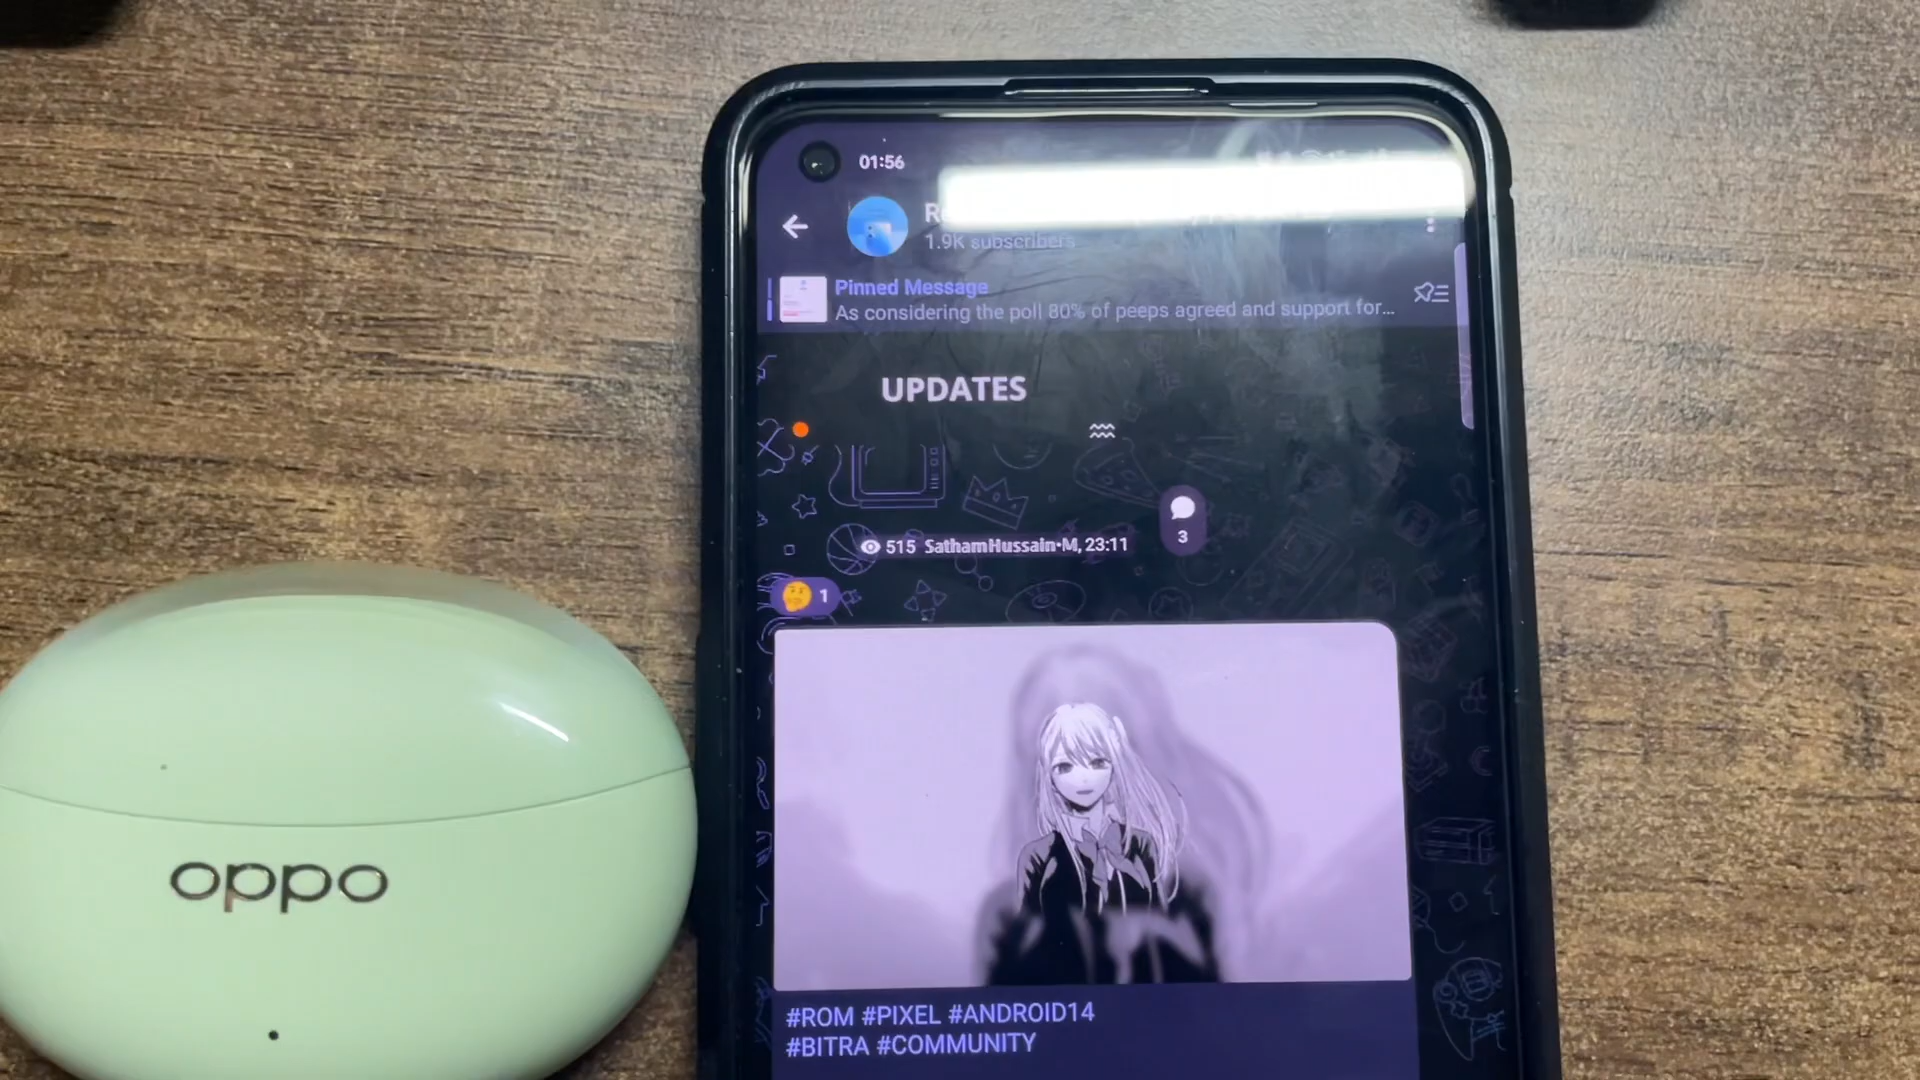 01:56
1.9K subscribers
Pinned Message
As considering the poll 80% of peeps agreed and support for...
UPDATES
515 SathamHussain•M, 23:11
3
1
oppo
#ROM #PIXEL #ANDROID14
#BITRA #COMMUNITY